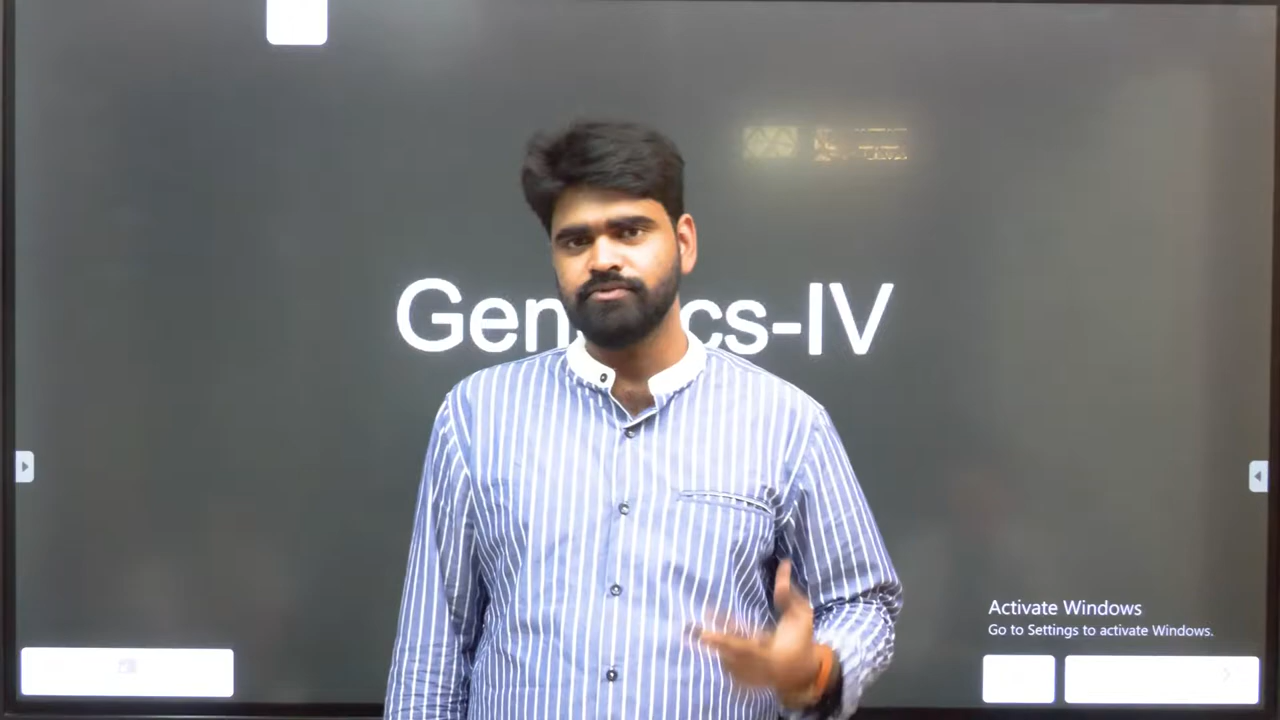 Gen cs-IV
Activate Windows
Go to Settings to activate Windows.